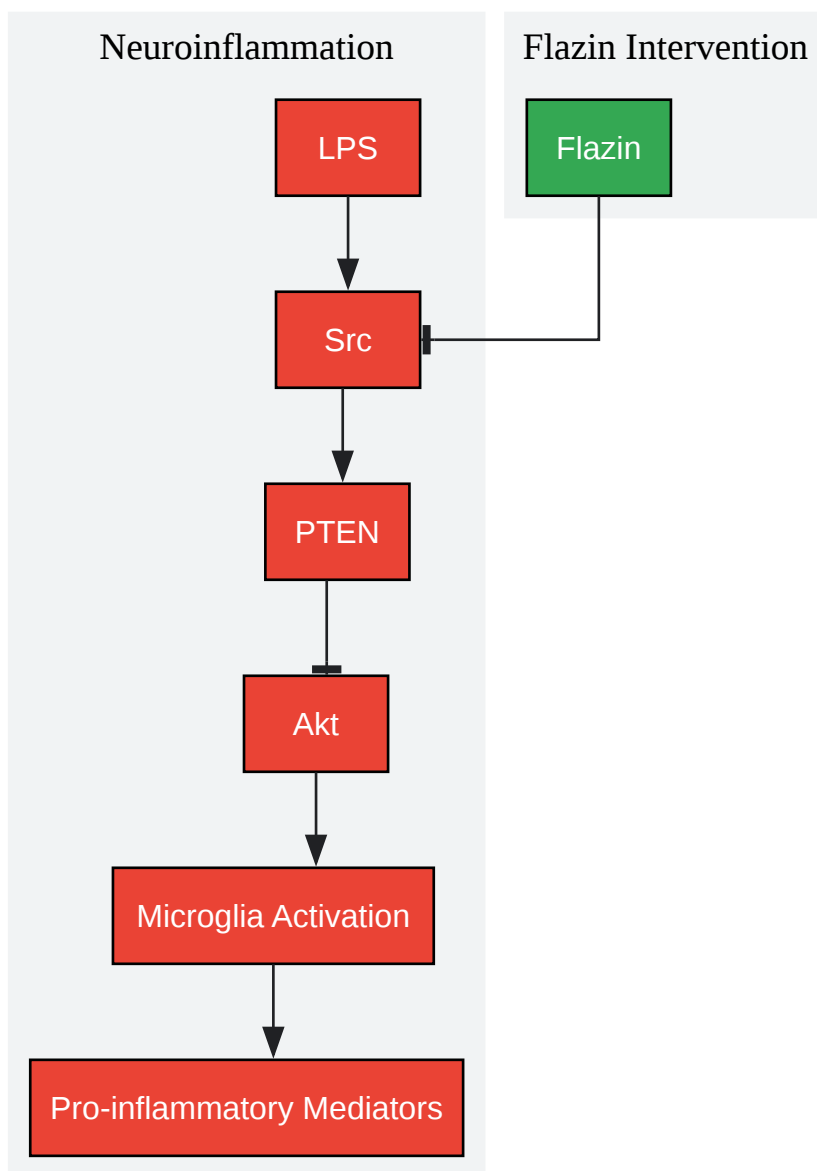 Neuroinflammation
Flazin Intervention
LPS
Flazin
Src
PTEN
Akt
Microglia Activation
Pro-inflammatory Mediators